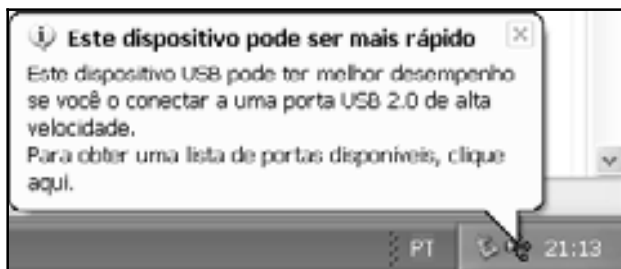 Este dispositivo pode ser mais rápido
Este dispositivo USB pode ter melhor desempenho
se você o conectar a uma porta USB 2.0 de alta
velocidade.
Para obter uma lista de portas disponíveis, clique
aqui.
PT 21:13